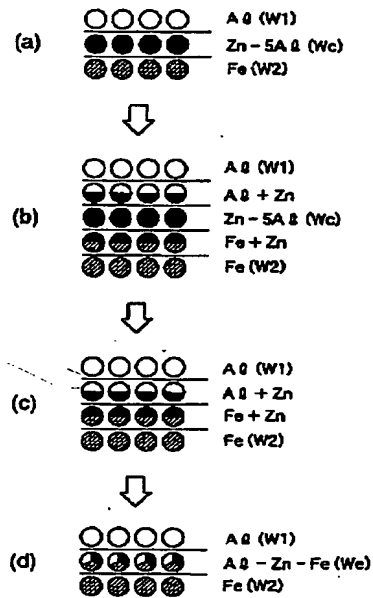 (a)
Aℓ (W1)
Zn-5Aℓ (Wc)
Fe (W2)
(b)
Aℓ (W1)
Aℓ + Zn
Zn-5Aℓ (Wc)
Fe + Zn
Fe (W2)
(c)
Aℓ (W1)
Aℓ + Zn
Fe + Zn
Fe (W2)
(d)
Aℓ (W1)
Aℓ - Zn - Fe (We)
Fe (W2)